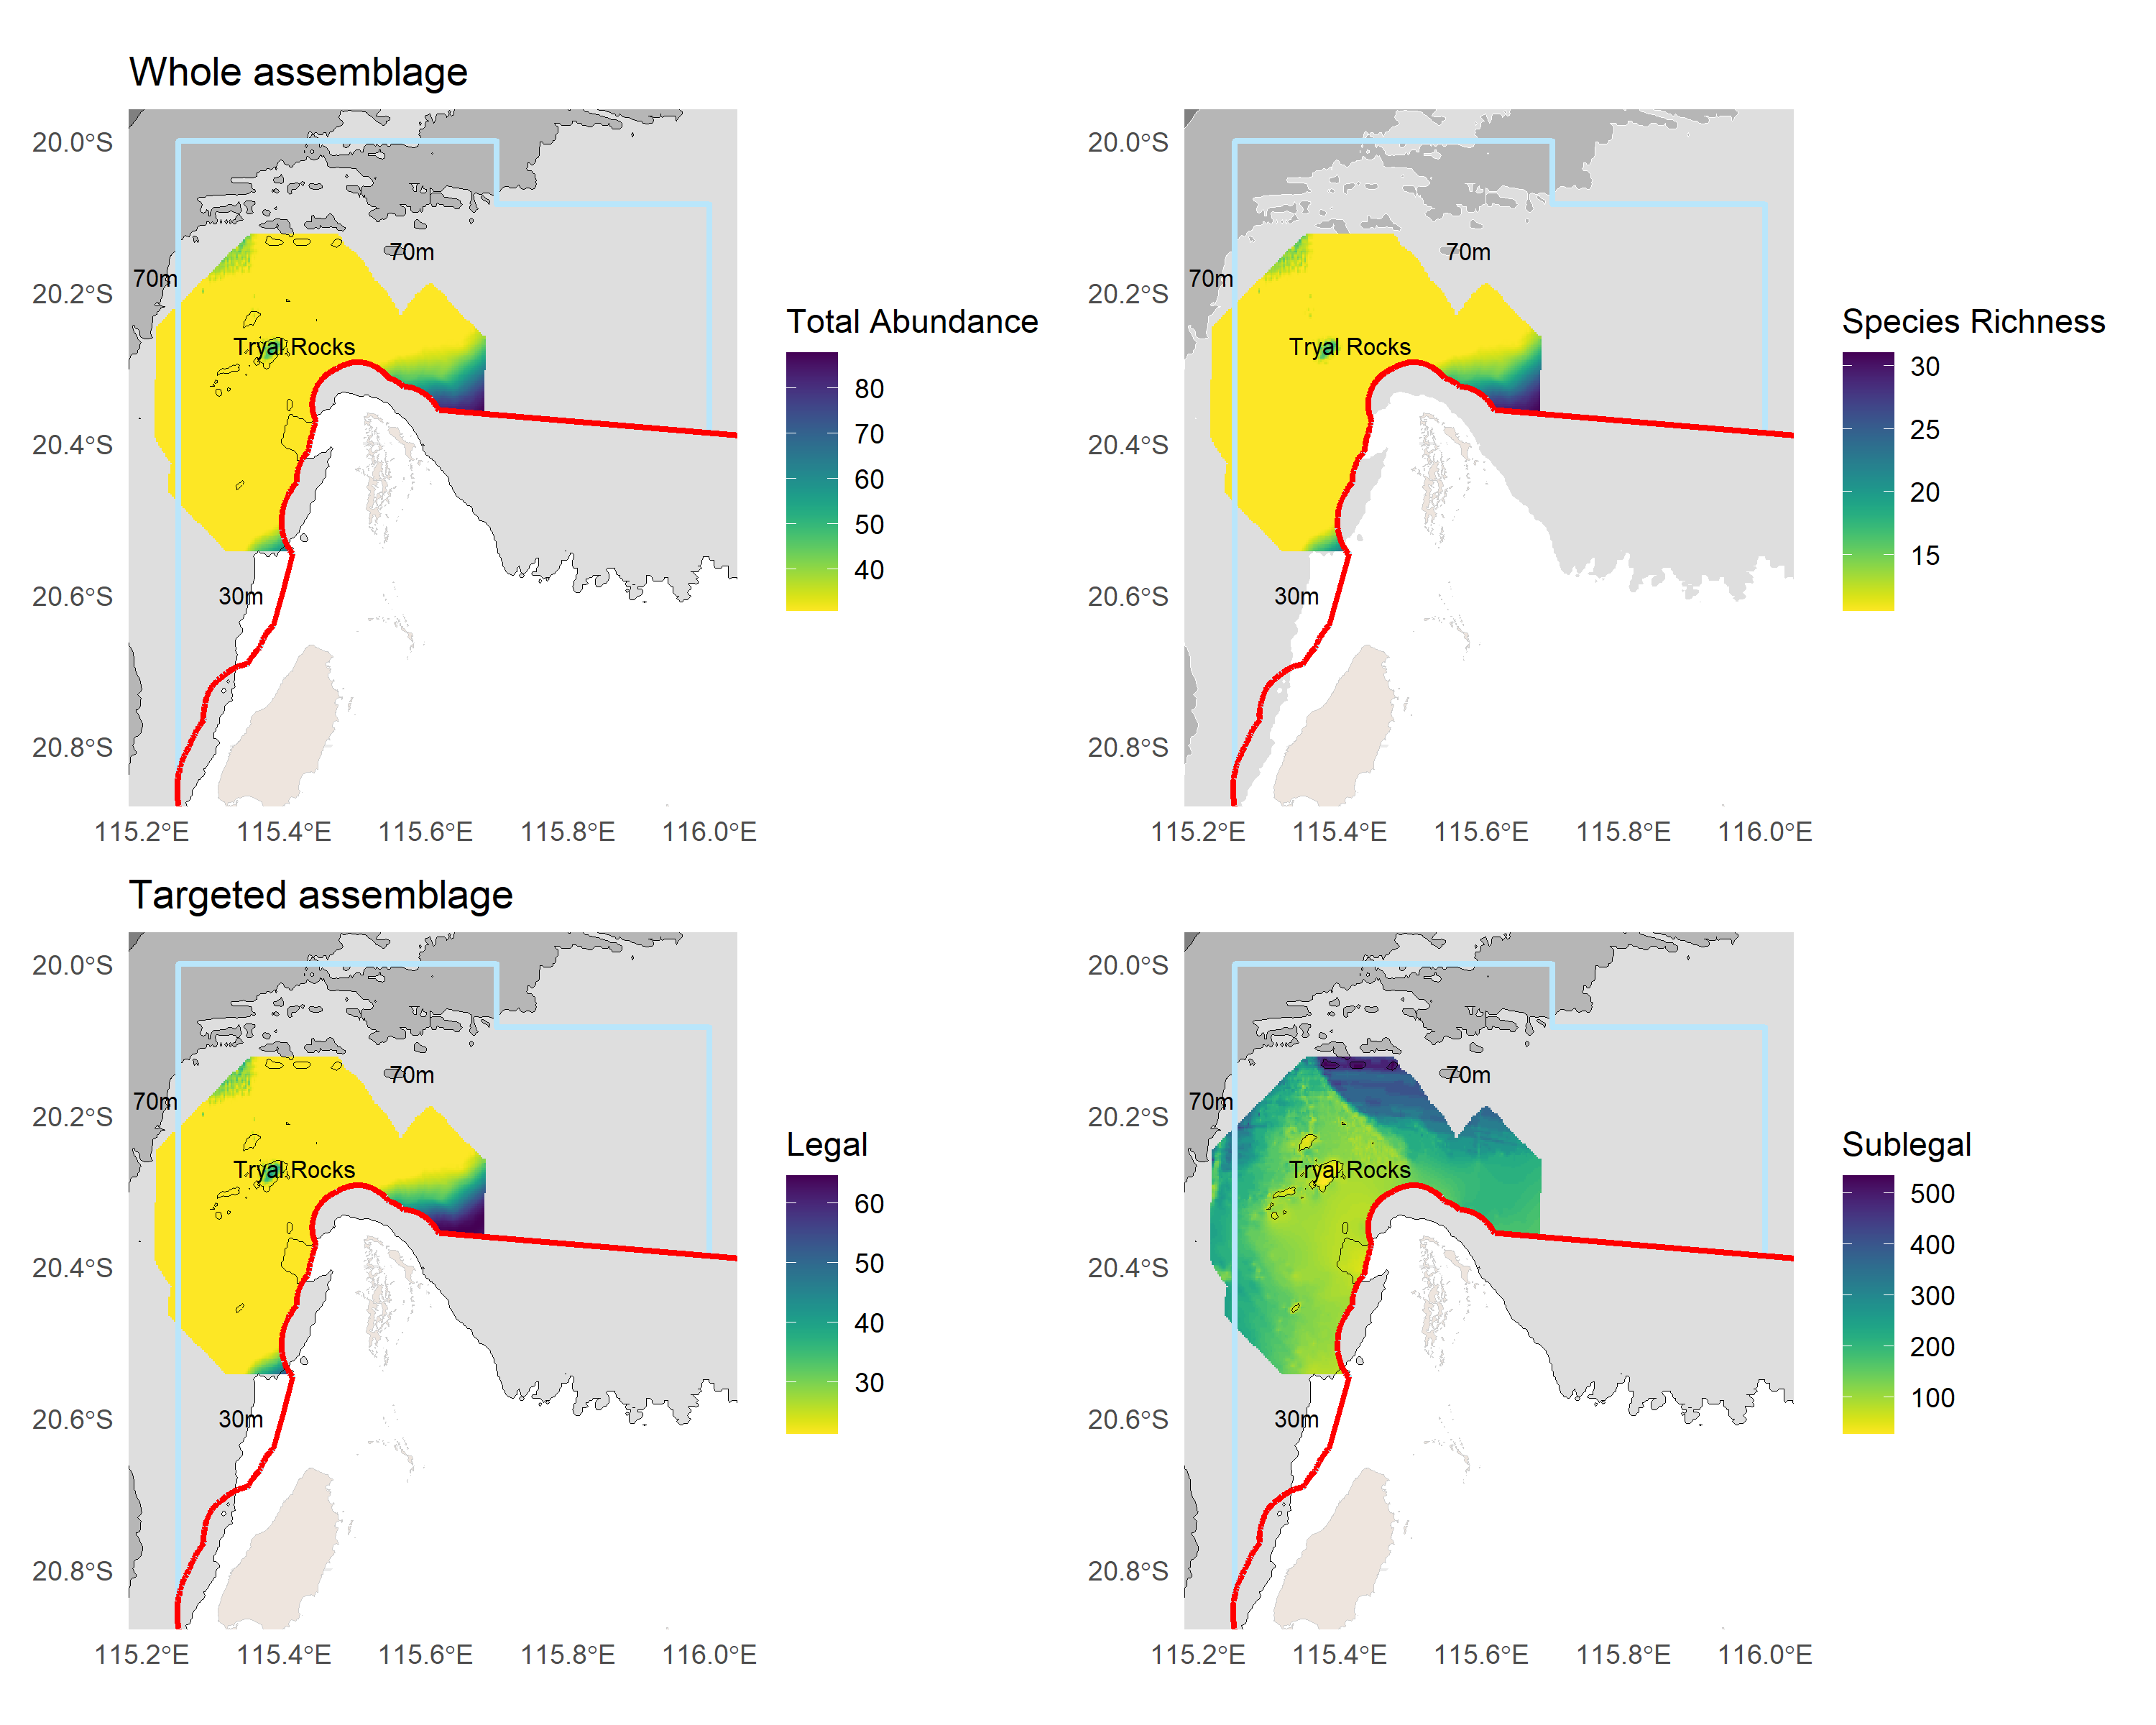 Whole assemblage
20.0°S
20.2°S
20.4°S
20.6°S
20.8°S
70m
70m
Tryal Rocks
30m
115.2°E 115.4°E 115.6°E 115.8°E 116.0°E
Total Abundance
80
70
60
50
40
20.0°S
20.2°S
20.4°S
20.6°S
20.8°S
70m
70m
Tryal Rocks
30m
115.2°E 115.4°E 115.6°E 115.8°E 116.0°E
Species Richness
30
25
20
15
Targeted assemblage
20.0°S
20.2°S
20.4°S
20.6°S
20.8°S
70m
70m
Tryal Rocks
30m
115.2°E 115.4°E 115.6°E 115.8°E 116.0°E
Legal
60
50
40
30
20.0°S
20.2°S
20.4°S
20.6°S
20.8°S
70m
70m
Tryal Rocks
30m
115.2°E 115.4°E 115.6°E 115.8°E 116.0°E
Sublegal
500
400
300
200
100